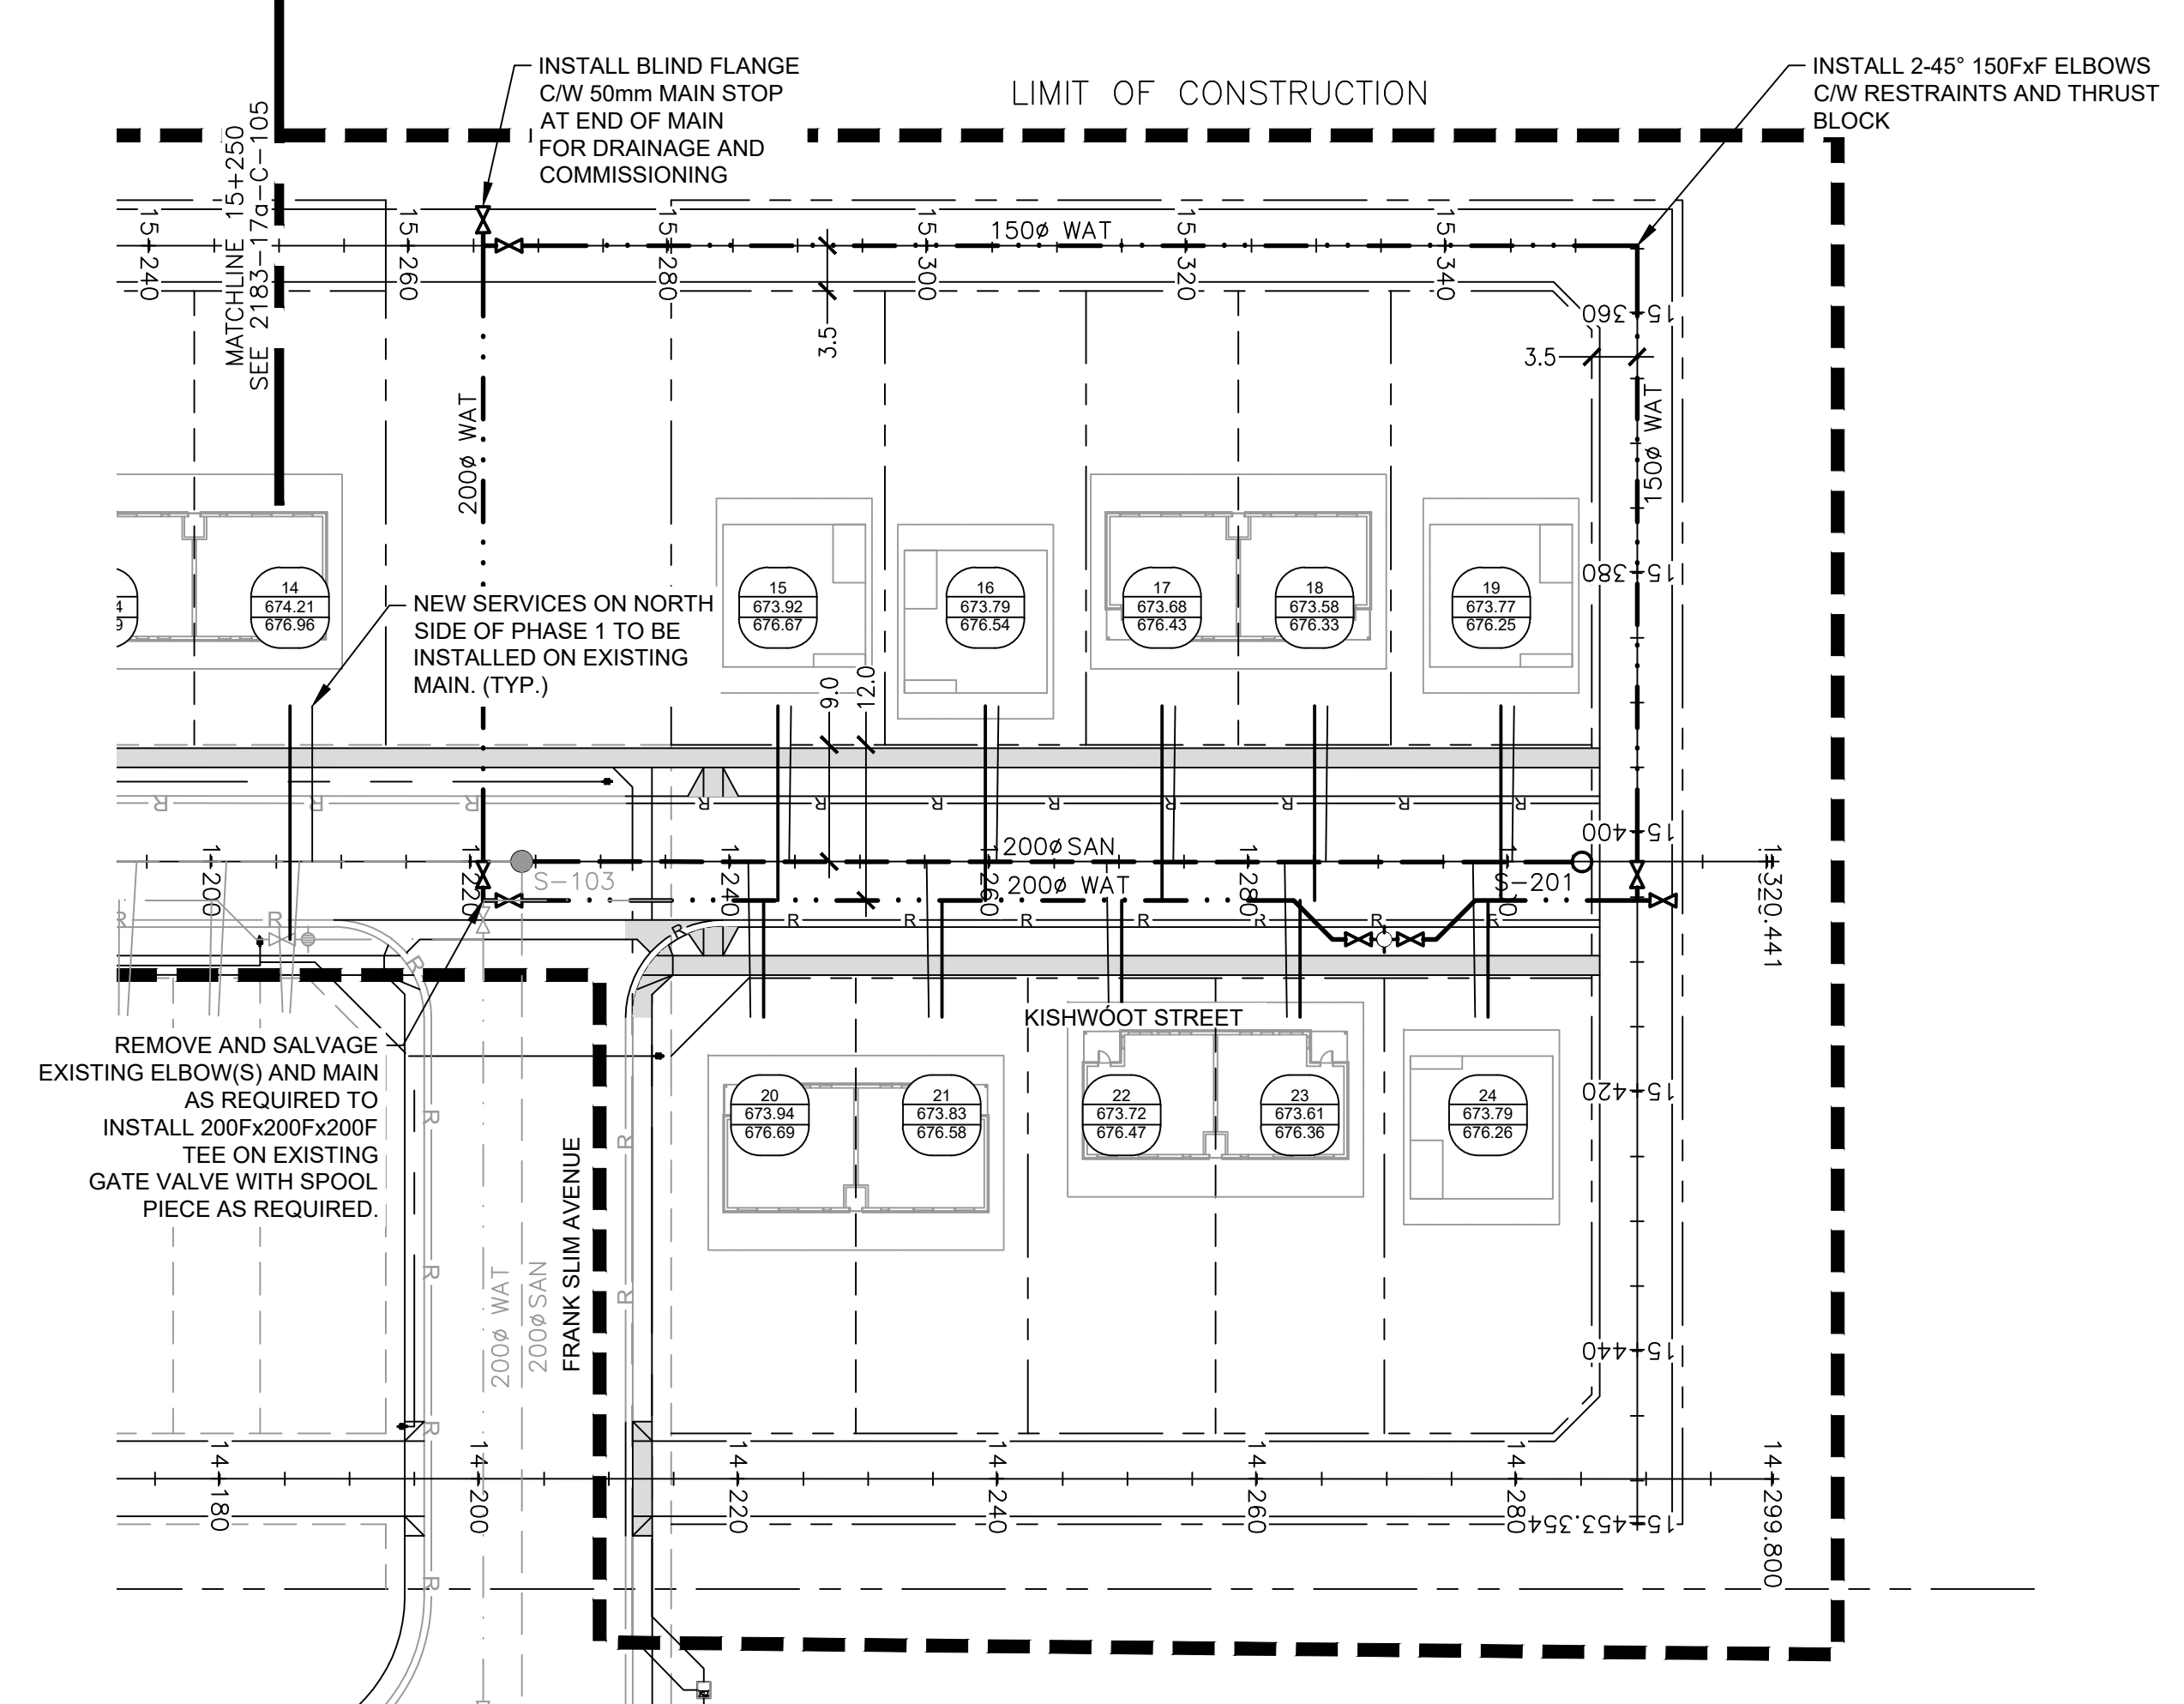 INSTALL BLIND FLANGE
C/W 50mm MAIN STOP
AT END OF MAIN
FOR DRAINAGE AND
COMMISSIONING
LIMIT OF CONSTRUCTION
INSTALL 2-45° 150FxF ELBOWS
C/W RESTRAINTS AND THRUST
BLOCK
MATCHLINE 15+250
SEE 2183-17a-C-105
15+240
15+260
15+280
15+300
15+320
15+340
150ø WAT
3.5
15+360
3.5
200ø WAT
150ø WAT
15+380
14
674.21
676.96
4
9
15
673.92
676.67
16
673.79
676.54
17
673.68
676.43
18
673.58
676.33
19
673.77
676.25
NEW SERVICES ON NORTH
SIDE OF PHASE 1 TO BE
INSTALLED ON EXISTING
MAIN. (TYP.)
9.0
12.0
R R R R R R R R R R R
15+400
200ø SAN
S-103
200ø WAT
S-201
1+200
1+220
1+240
1+260
1+280
1+320.441
R R R R R R R R R R
KISHWOOT STREET
REMOVE AND SALVAGE
EXISTING ELBOW(S) AND MAIN
AS REQUIRED TO
INSTALL 200Fx200Fx200F
TEE ON EXISTING
GATE VALVE WITH SPOOL
PIECE AS REQUIRED.
20
673.94
676.69
21
673.83
676.58
22
673.72
676.47
23
673.61
676.36
24
673.79
676.26
15+420
R
R
R
R
R
R
200ø WAT
200ø SAN
FRANK SLIM AVENUE
15+440
14+180
14+200
14+220
14+240
14+260
14+280
15+453.354
14+299.800
R